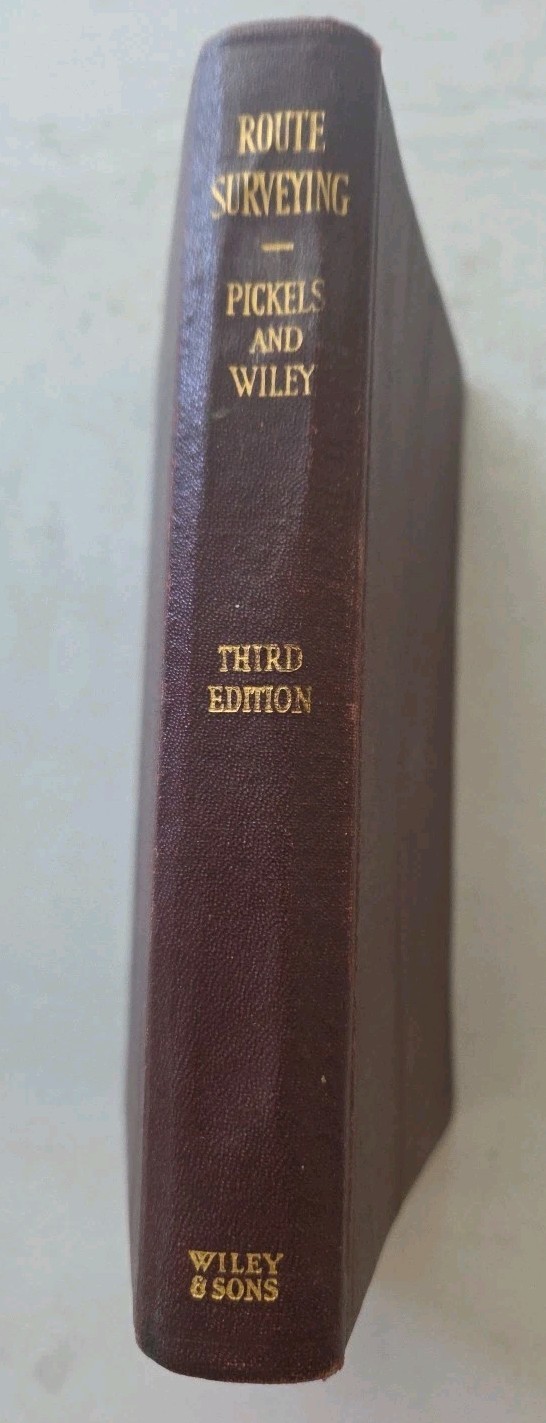 ROUTE
SURVEYING
—
PICKELS
AND
WILEY
THIRD
EDITION
WILEY
& SONS